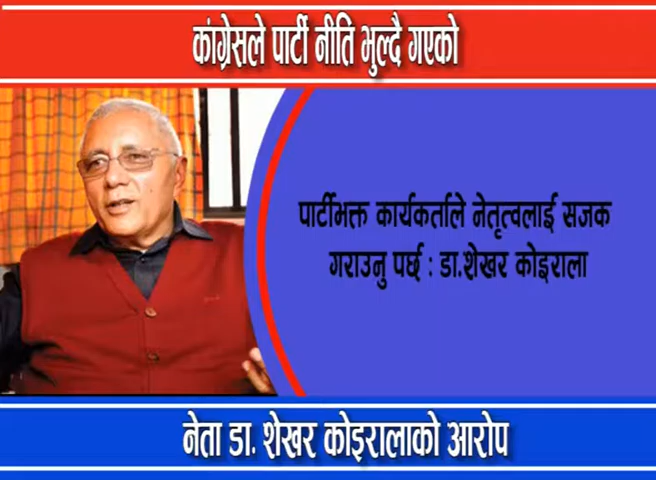 कांग्रेसले पार्टी नीति भुल्दै गएको
पार्टीभक्त कार्यकर्ताले नेतृत्वलाई सजक
गराउनु पर्छ : डा.शेखर कोइराला
नेता डा. शेखर कोइरालाको आरोप